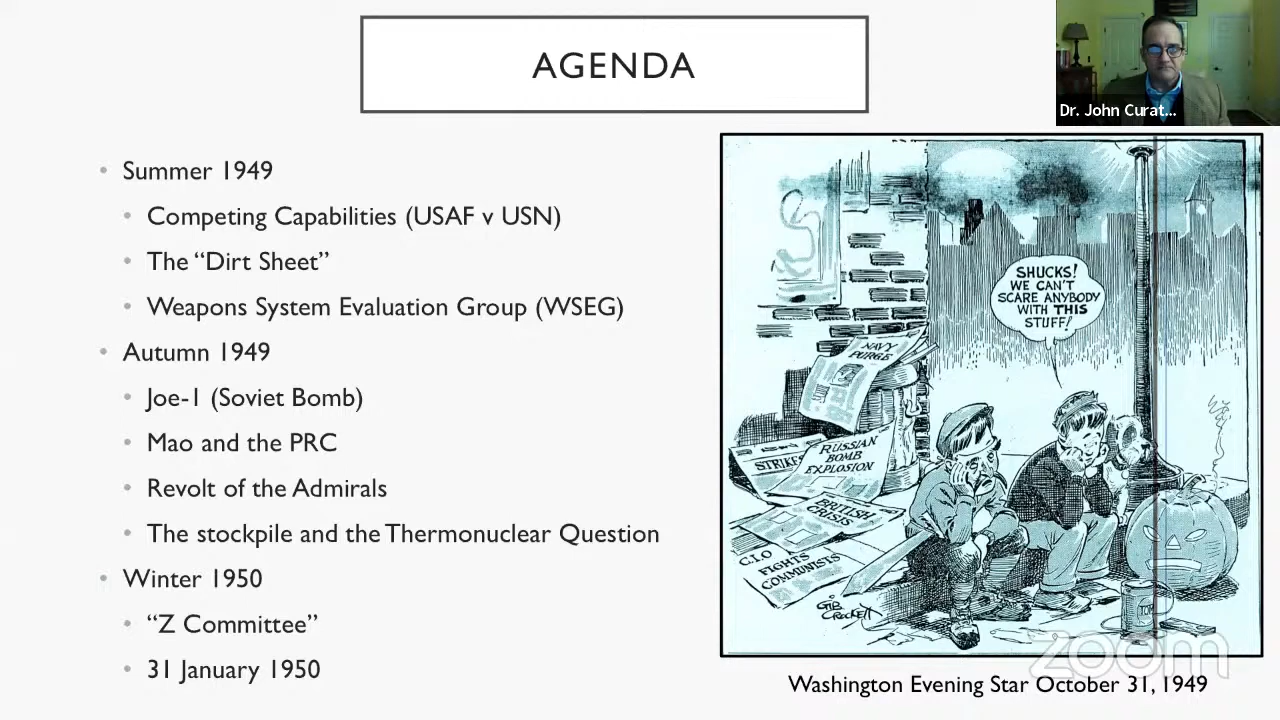 AGENDA
Dr. John Curat...
• Summer 1949
• Competing Capabilities (USAF v USN)
• The “Dirt Sheet”
• Weapons System Evaluation Group (WSEG)
• Autumn 1949
• Joe-1 (Soviet Bomb)
• Mao and the PRC
• Revolt of the Admirals
• The stockpile and the Thermonuclear Question
• Winter 1950
• “Z Committee”
• 31 January 1950
SHUCKS!
WE CAN'T
SCARE ANYBODY
WITH THIS
STUFF!
NAVY
PURGE
STRIKES
RUSSIAN
BOMB
EXPLOSION
BRITISH
CRISIS
C.I.O
FIGHTS
COMMUNISTS
GIB
CROCKETT
zoom
Washington Evening Star October 31, 1949